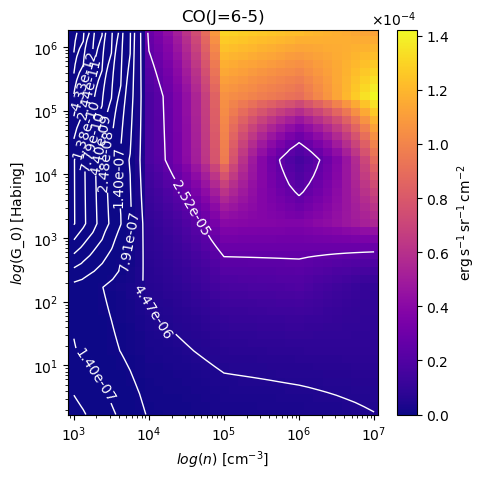 CO(J=6-5)
×10⁻⁴
log(G_0) [Habing]
10⁶
10⁵
10⁴
10³
10²
10¹
2.52e-05
2.48e-09
1.40e-07
7.91e-07
4.47e-06
1.40e-07
10³ 10⁴ 10⁵ 10⁶ 10⁷
log(n) [cm⁻³]
1.4
1.2
1.0
0.8
0.6
0.4
0.2
0.0
erg s⁻¹ sr⁻¹ cm⁻²